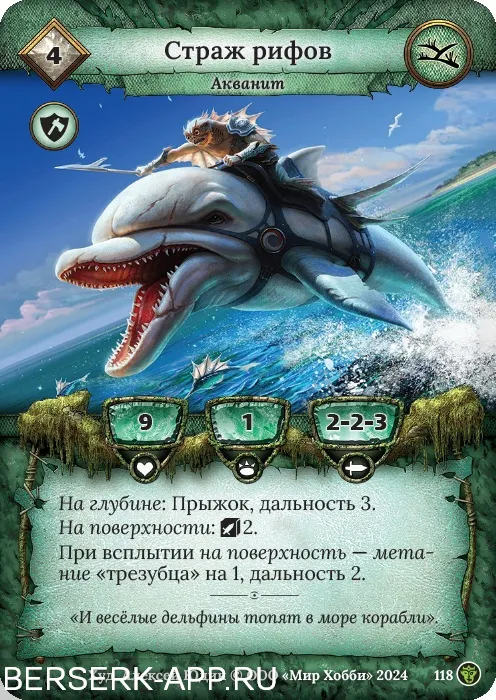 4
Страж рифов
Акванит
9
1
2-2-3
На глубине: Прыжок, дальность 3.
На поверхности: 2.
При всплытии на поверхность — мета-
ние «трезубца» на 1, дальность 2.
«И весёлые дельфины топят в море корабли».
© ООО «Мир Хобби» 2024
118
BERSERK-APP.RU